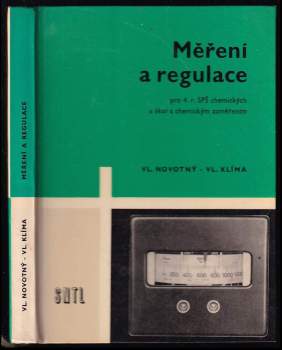 Měření
a regulace
pro 4. r. SPŠ chemických
a škol s chemickým zaměřením
VL. NOVOTNÝ - VL. KLÍMA
SNTL
VL. NOVOTNÝ - VL. KLÍMA
MĚŘENÍ A REGULACE